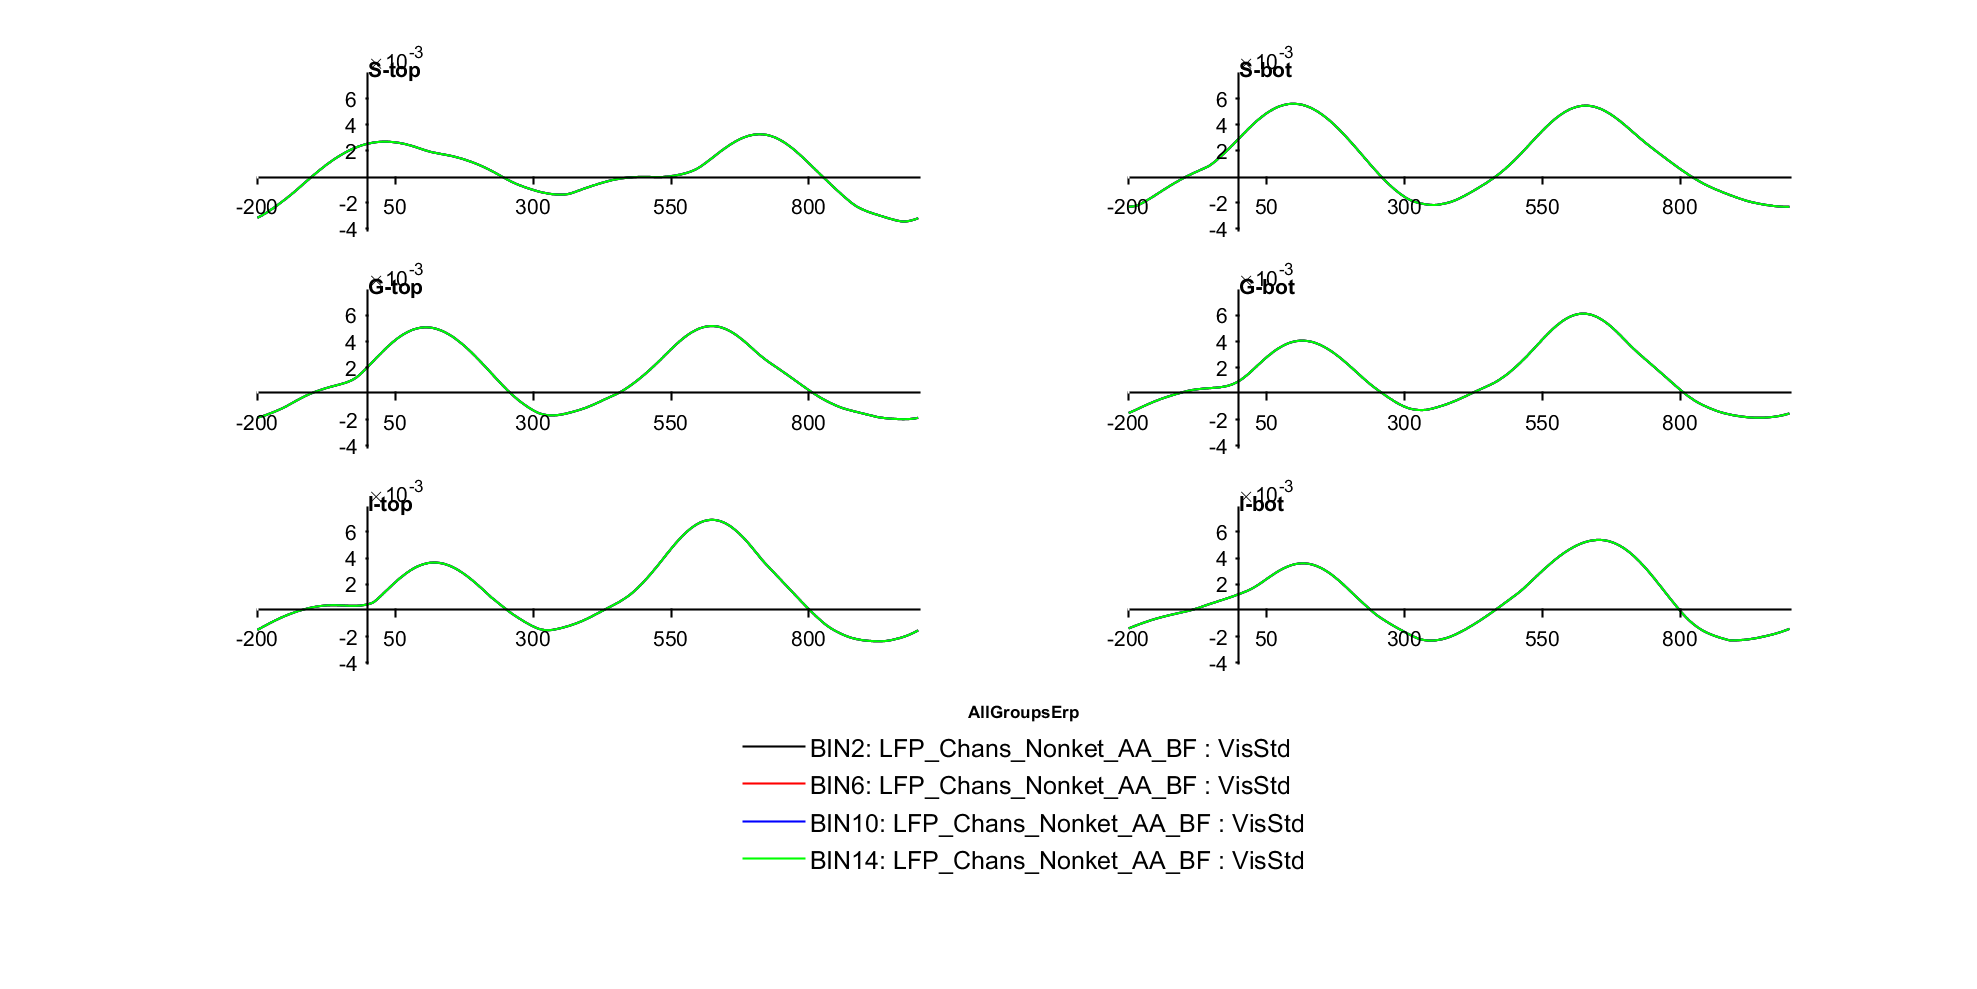 × 10-3
S-top
6
4
2
-2
-4
-200 50 300 550 800
× 10-3
S-bot
6
4
2
-2
-4
-200 50 300 550 800
× 10-3
G-top
6
4
2
-2
-4
-200 50 300 550 800
× 10-3
G-bot
6
4
2
-2
-4
-200 50 300 550 800
× 10-3
I-top
6
4
2
-2
-4
-200 50 300 550 800
× 10-3
I-bot
6
4
2
-2
-4
-200 50 300 550 800
AllGroupsErp
BIN2: LFP_Chans_Nonket_AA_BF : VisStd
BIN6: LFP_Chans_Nonket_AA_BF : VisStd
BIN10: LFP_Chans_Nonket_AA_BF : VisStd
BIN14: LFP_Chans_Nonket_AA_BF : VisStd